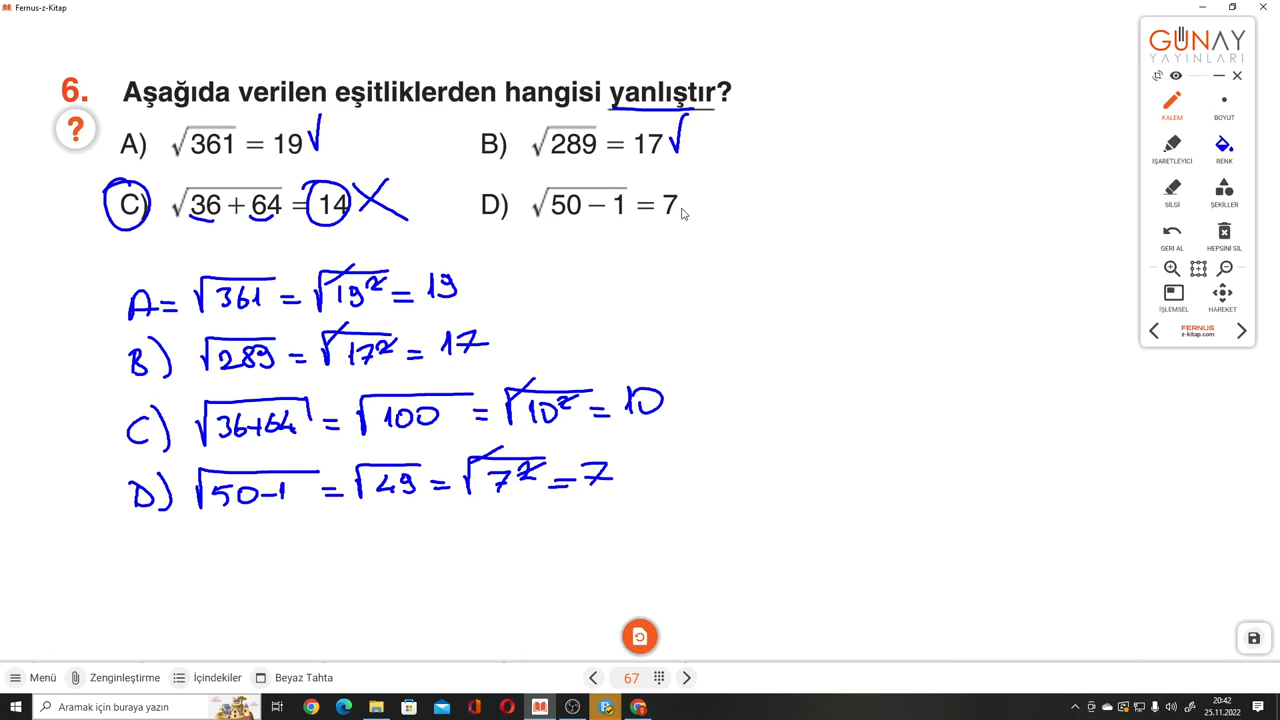 Fernus-z-Kitap
GÜNAY
YAYINLARI
6. Aşağıda verilen eşitliklerden hangisi yanlıştır?
?
A) √361 = 19 √
B) √289 = 17 √
C) √36 + 64 = 14 X
D) √50 − 1 = 7
A = √361 = √19² = 19
B) √289 = √17² = 17
C) √36+64 = √100 = √10² = 10
D) √50-1 = √49 = √7² = 7
KALEM
BOYUT
İŞARETLEYİCİ
RENK
SİLGİ
ŞEKİLLER
GERİ AL
HEPSİNİ SİL
İŞLEMSEL
HAREKET
FERNUS
z-kitap.com
Menü
Zenginleştirme
İçindekiler
Beyaz Tahta
67
Aramak için buraya yazın
20:42
25.11.2022